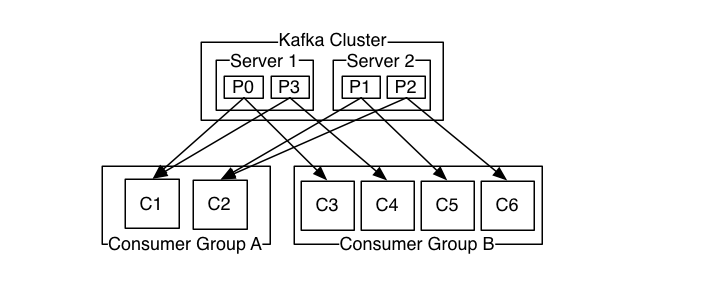 Kafka Cluster
Server 1 Server 2
P0 P3 P1 P2
C1 C2 C3 C4 C5 C6
Consumer Group A Consumer Group B